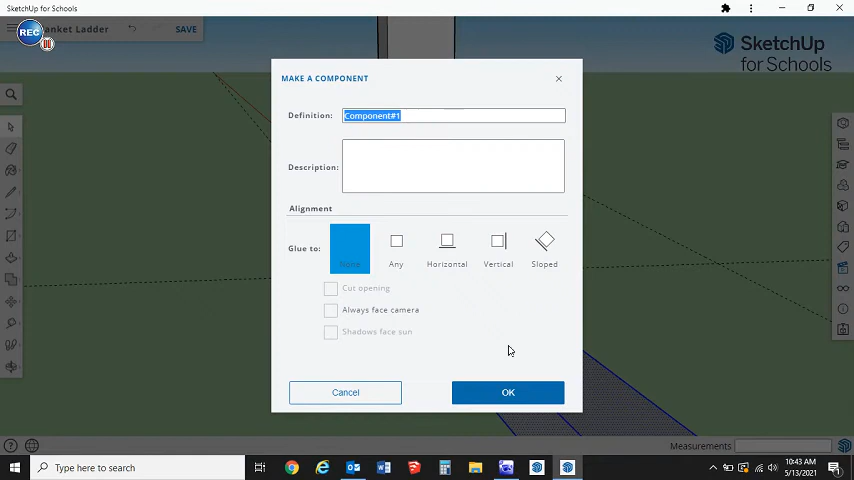 SketchUp for Schools
REC
anket Ladder
SAVE
SketchUp
for Schools
MAKE A COMPONENT
Definition:
Component#1
Description:
Alignment
Glue to:
None
Any
Horizontal
Vertical
Sloped
Cut opening
Always face camera
Shadows face sun
Cancel
OK
Measurements
Type here to search
10:43 AM
5/13/2021